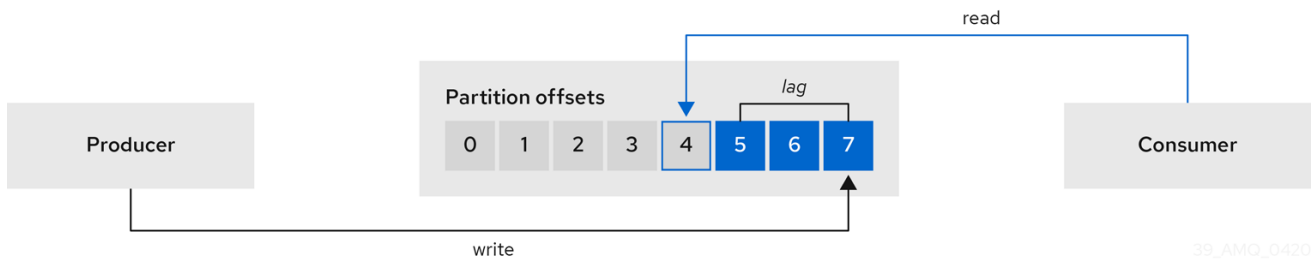 read
lag
Partition offsets
0 1 2 3 4 5 6 7
Producer
Consumer
write
39_AMQ_0420